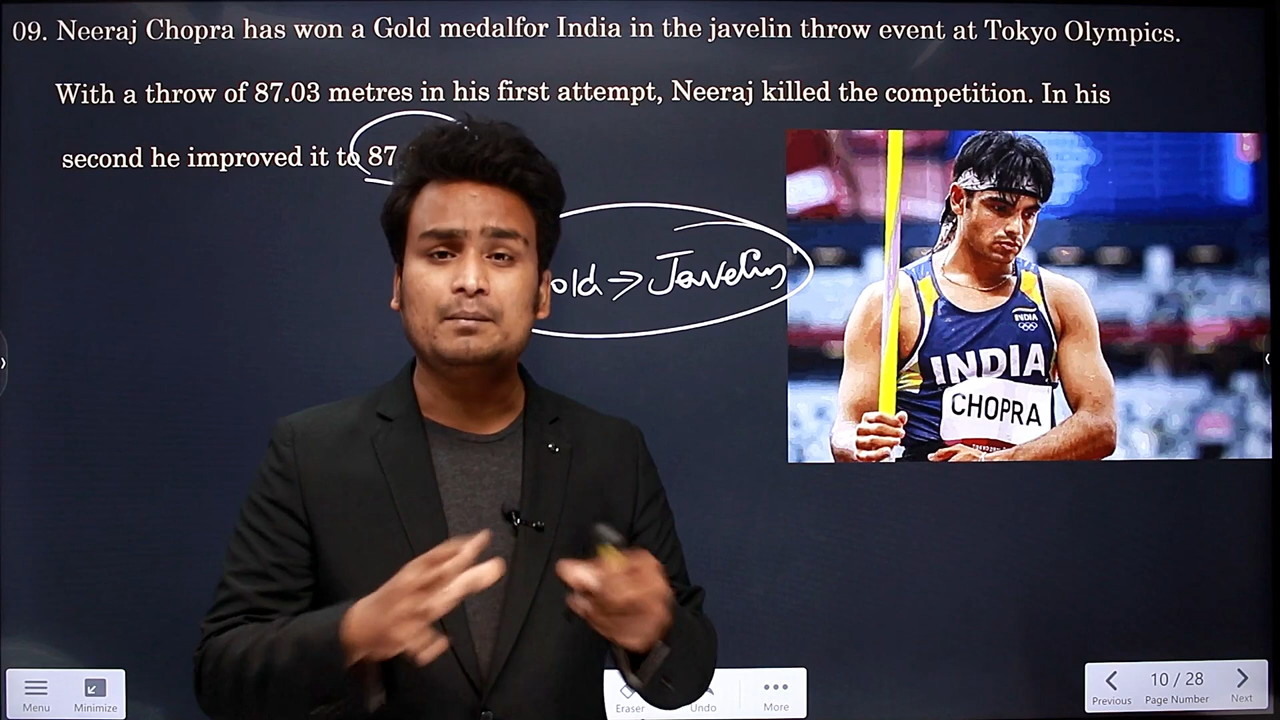 09. Neeraj Chopra has won a Gold medalfor India in the javelin throw event at Tokyo Olympics.
With a throw of 87.03 metres in his first attempt, Neeraj killed the competition. In his
second he improved it to 87
old → Javelin
INDIA
INDIA
CHOPRA
Menu
Minimize
Eraser
Undo
More
Previous
10 / 28
Page Number
Next